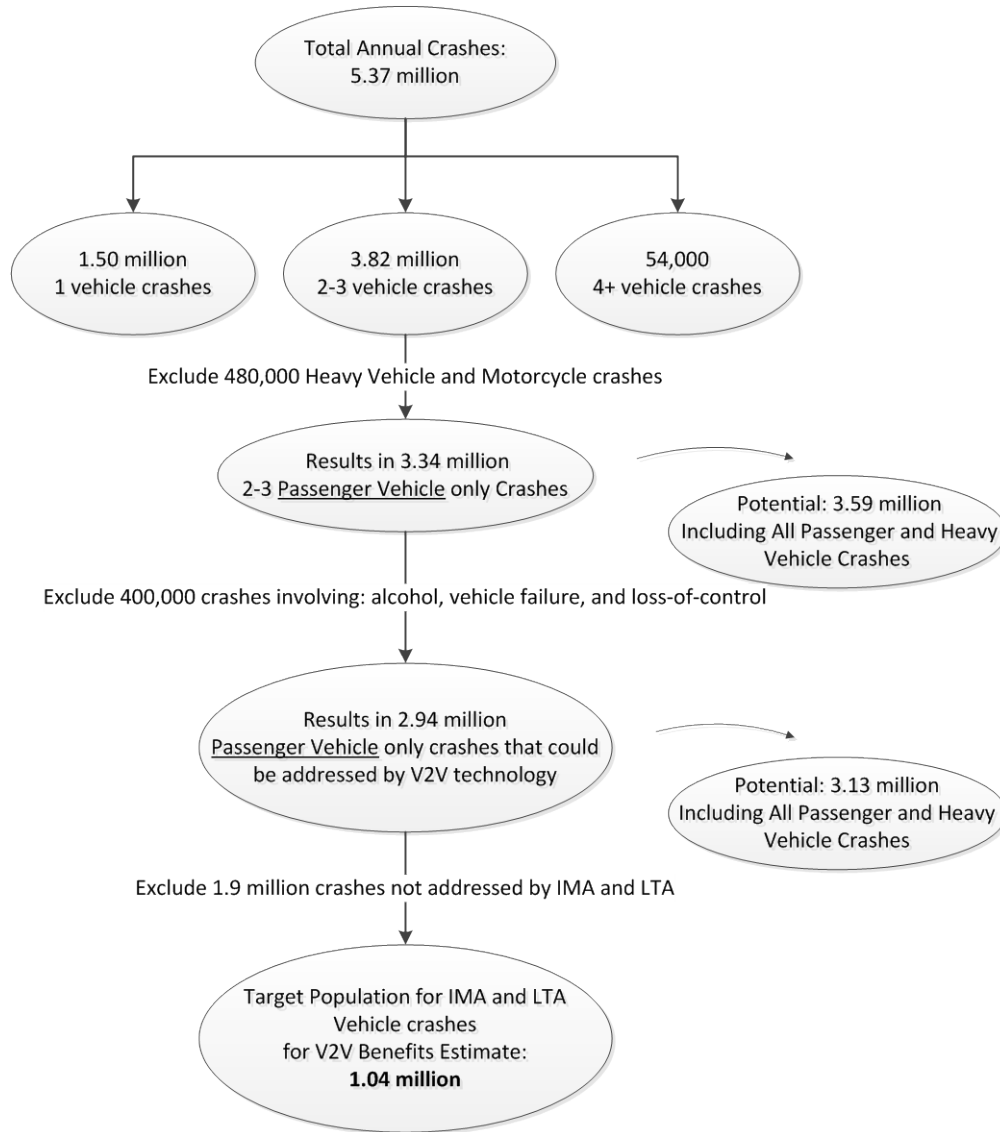 Total Annual Crashes:
5.37 million
1.50 million
1 vehicle crashes
3.82 million
2-3 vehicle crashes
54,000
4+ vehicle crashes
Exclude 480,000 Heavy Vehicle and Motorcycle crashes
Results in 3.34 million
2-3 Passenger Vehicle only Crashes
Potential: 3.59 million
Including All Passenger and Heavy
Vehicle Crashes
Exclude 400,000 crashes involving: alcohol, vehicle failure, and loss-of-control
Results in 2.94 million
Passenger Vehicle only crashes that could
be addressed by V2V technology
Potential: 3.13 million
Including All Passenger and Heavy
Vehicle Crashes
Exclude 1.9 million crashes not addressed by IMA and LTA
Target Population for IMA and LTA
Vehicle crashes
for V2V Benefits Estimate:
1.04 million